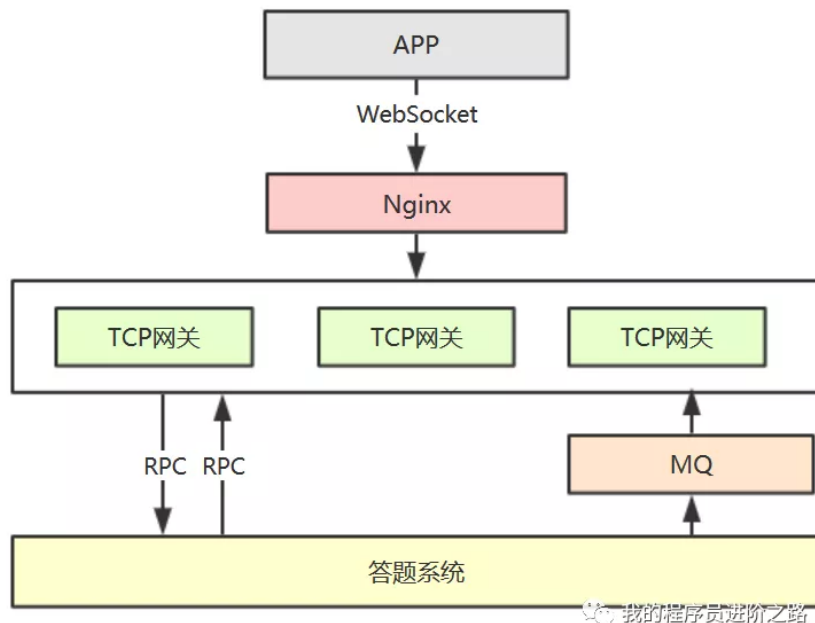 APP
WebSocket
Nginx
TCP网关 TCP网关 TCP网关
RPC RPC
MQ
答题系统
我的程序员进阶之路